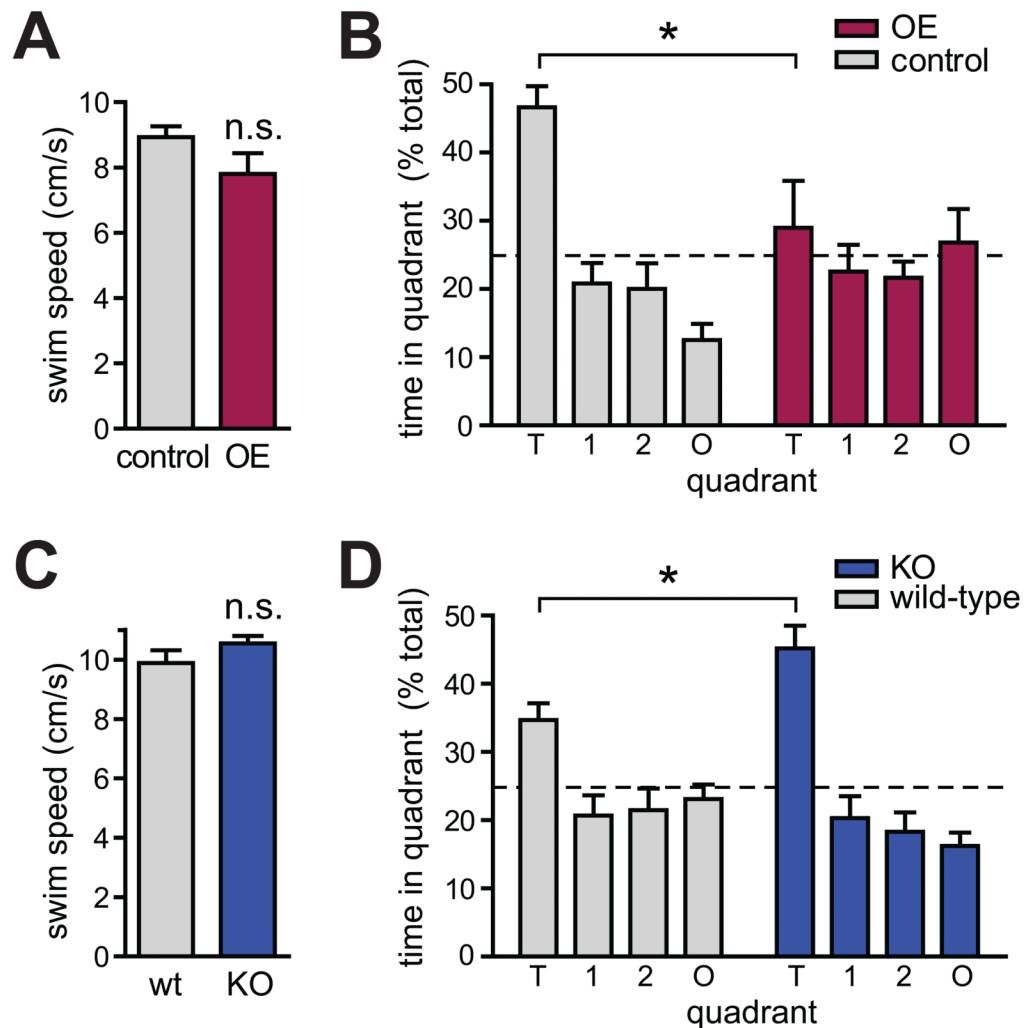 A
swim speed (cm/s)
10
8
6
4
2
0
n.s.
control OE
B
OE
control
*
time in quadrant (% total)
50
40
30
20
10
0
T 1 2 O T 1 2 O
quadrant
C
swim speed (cm/s)
10
8
6
4
2
0
n.s.
wt KO
D
KO
wild-type
*
time in quadrant (% total)
50
40
30
20
10
0
T 1 2 O T 1 2 O
quadrant